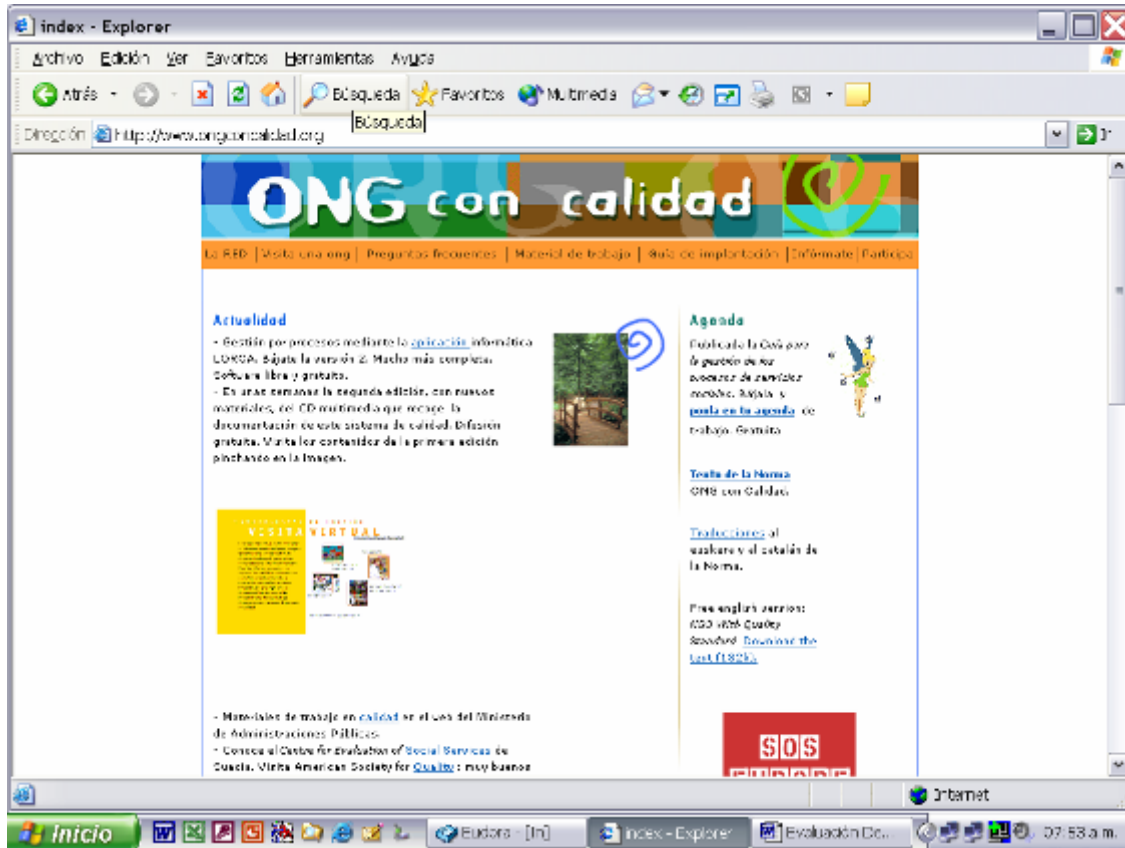 index - Explorer
Archivo Edición Ver Favoritos Herramientas Ayuda
Atrás Búsqueda Favoritos Multimedia
Búsqueda
Dirección http://www.ongconcalidad.org Ir
ONG con calidad
La RED | Visita una ong | Preguntas frecuentes | Material de trabajo | Guía de implantación | Infórmate | Participa
Actualidad
- Gestión por procesos mediante la aplicación informática
LORCA. Bájate la versión 2. Mucho más completa.
Software libre y gratuito.
- En unas semanas la segunda edición, con nuevos
materiales, del CD multimedia que recoge la
documentación de este sistema de calidad. Difusión
gratuita. Visita los contenidos de la primera edición
pinchando en la imagen.
VISITA VIRTUAL
- Materiales de trabajo en calidad en el web del Ministerio
de Administraciones Públicas.
- Conoce el Centre for Evaluation of Social Services de
Suecia. Visita American Society for Quality : muy buenos
Agenda
Publicada la Guía para
la gestión de los
procesos de servicios
sociales. Bájala y
ponla en tu agenda de
trabajo. Gratuita
Texto de la Norma
ONG con Calidad.
Traducciones al
euskera y al catalán de
la Norma.
Free english version:
NGO With Quality
Standard. Download the
text (182k).
SOS
EUROPE
Internet
Inicio Eudora - [In] index - Explorer Evaluación De... 07:53 a.m.